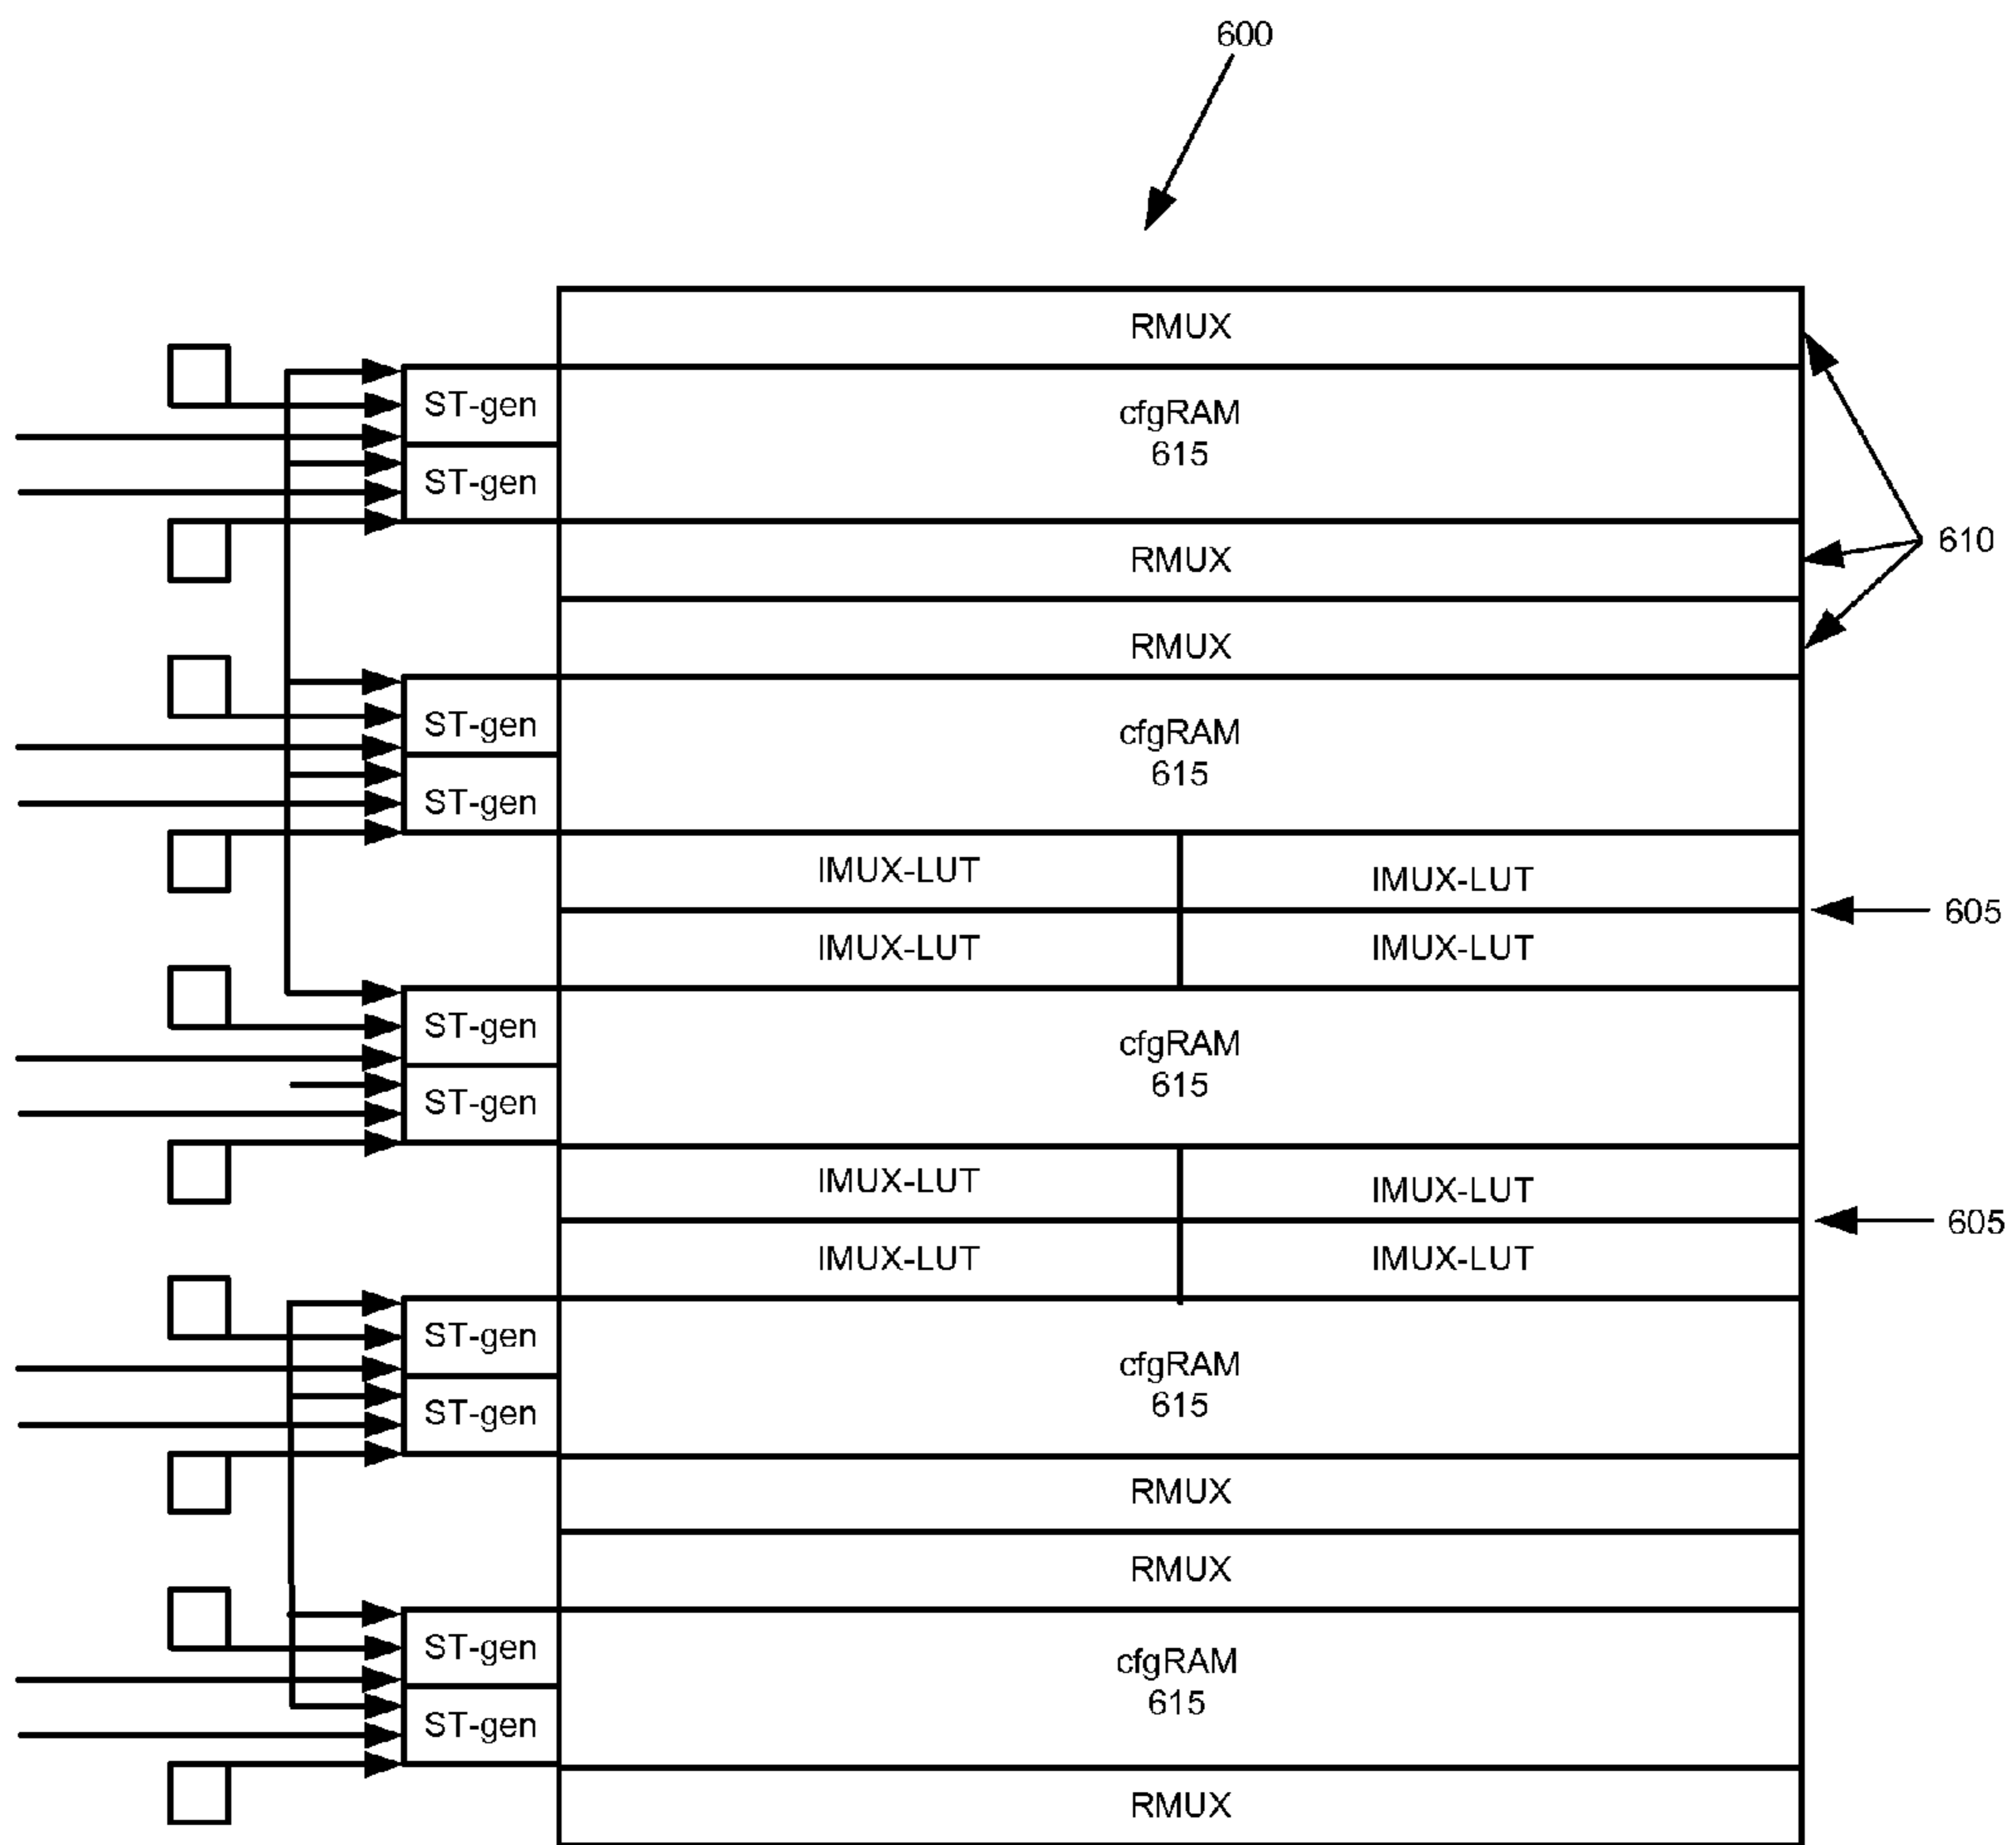 600
RMUX
ST-gen
cfgRAM
615
ST-gen
RMUX
610
RMUX
ST-gen
cfgRAM
615
ST-gen
IMUX-LUT
IMUX-LUT
605
IMUX-LUT
IMUX-LUT
ST-gen
cfgRAM
615
ST-gen
IMUX-LUT
IMUX-LUT
605
IMUX-LUT
IMUX-LUT
ST-gen
cfgRAM
615
ST-gen
RMUX
RMUX
ST-gen
cfgRAM
615
ST-gen
RMUX